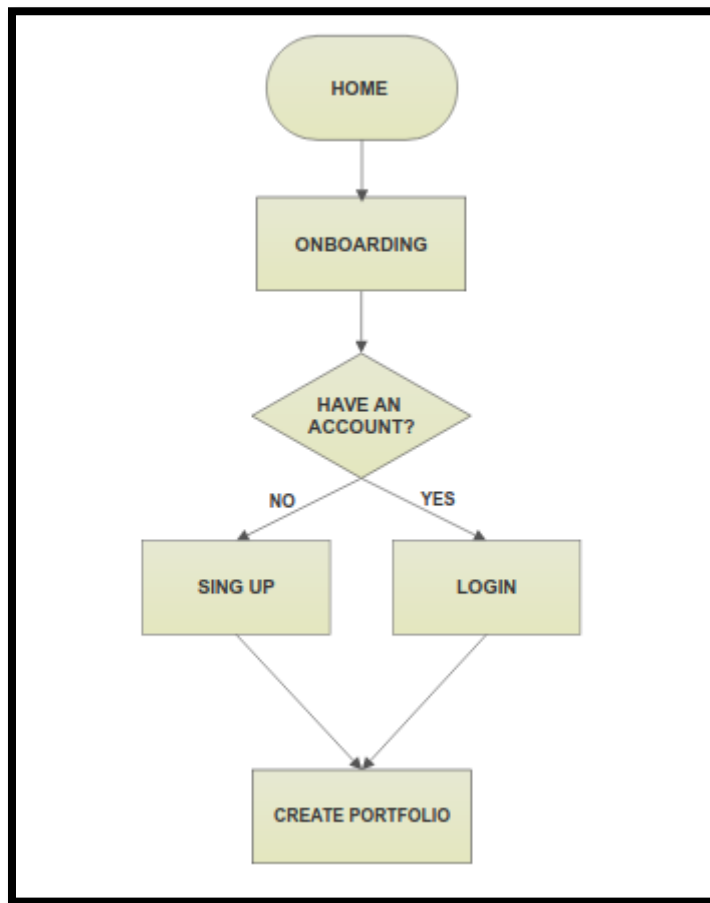 HOME
ONBOARDING
HAVE AN
ACCOUNT?
NO
YES
SING UP
LOGIN
CREATE PORTFOLIO